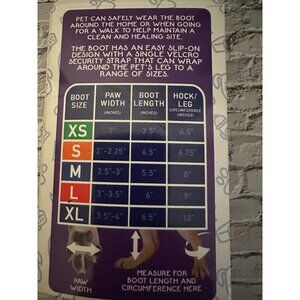 PET CAN SAFELY WEAR THE BOOT
AROUND THE HOME OR WHEN GOING
FOR A WALK TO HELP MAINTAIN A
CLEAN AND HEALING SITE
THE BOOT HAS AN EASY SLIP-ON
DESIGN WITH A SINGLE VELCRO
SECURITY STRAP THAT CAN WRAP
AROUND THE PET'S LEG TO A
RANGE OF SIZES.
BOOT SIZE PAW WIDTH (INCHES) BOOT LENGTH (INCHES) HOCK/ LEG CIRCUMFERENCE (INCHES)
XS 1" 3.5" 4.5"
S 2"-2.25" 4.5" 6.75"
M 2.5"-3" 5.5" 8"
L 3"-3.5" 6" 9"
XL 3.5"-4" 6.5" 10"
PAW
WIDTH
MEASURE FOR
BOOT LENGTH AND
CIRCUMFERENCE HERE